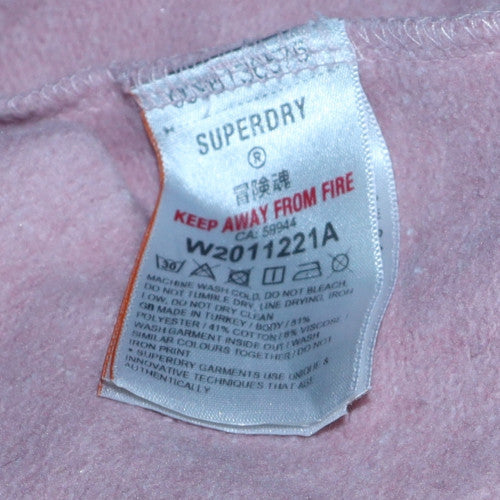 SUPERDRY
®
冒険魂
KEEP AWAY FROM FIRE
CA: 59944
W2011221A
30
MACHINE WASH COLD, DO NOT BLEACH,
DO NOT TUMBLE DRY, LINE DRYING, IRON
LOW, DO NOT DRY CLEAN
GB MADE IN TURKEY / BODY / 51%
POLYESTER / 41% COTTON / 8% VISCOSE /
WASH GARMENT INSIDE OUT / WASH
SIMILAR COLOURS TOGETHER / DO NOT
IRON PRINT
* SUPERDRY GARMENTS USE UNIQUE &
INNOVATIVE TECHNIQUES THAT AGE
AUTHENTICALLY